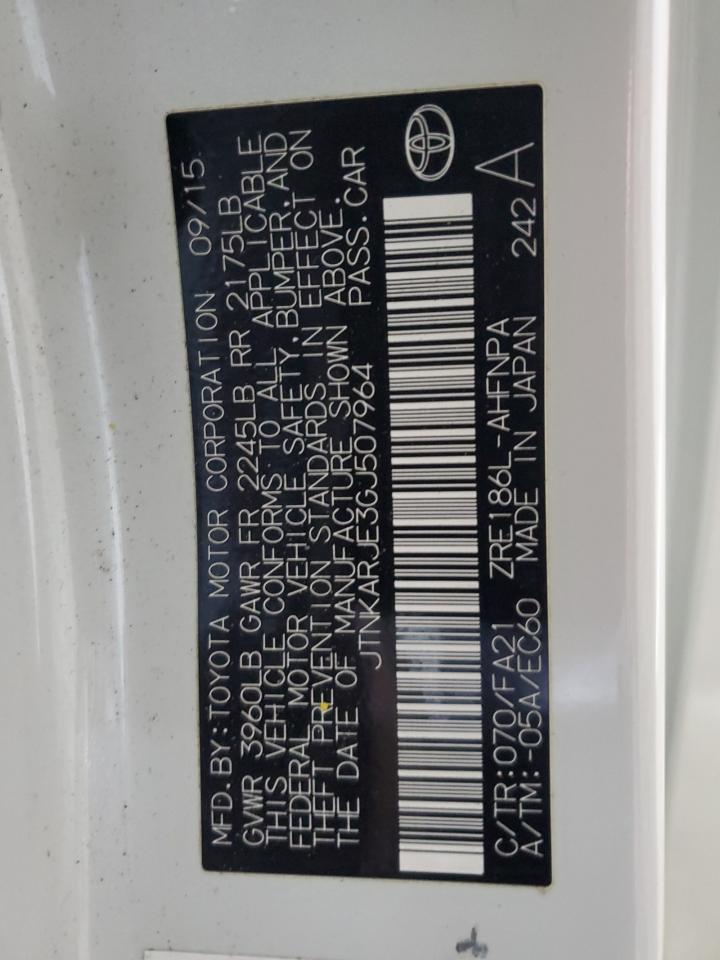 MFD. BY: TOYOTA MOTOR CORPORATION 09/15
GVWR 3960LB GAWR FR 2245LB RR 2175LB
THIS VEHICLE CONFORMS TO ALL APPLICABLE
FEDERAL MOTOR VEHICLE SAFETY, BUMPER, AND
THEFT PREVENTION STANDARDS IN EFFECT ON
THE DATE OF MANUFACTURE SHOWN ABOVE.
JTNKARJE3GJ507964 PASS. CAR
C/TR: 070/FA21 ZRE186L-AHFNPA 242 A
A/TM: -05A/EC60 MADE IN JAPAN